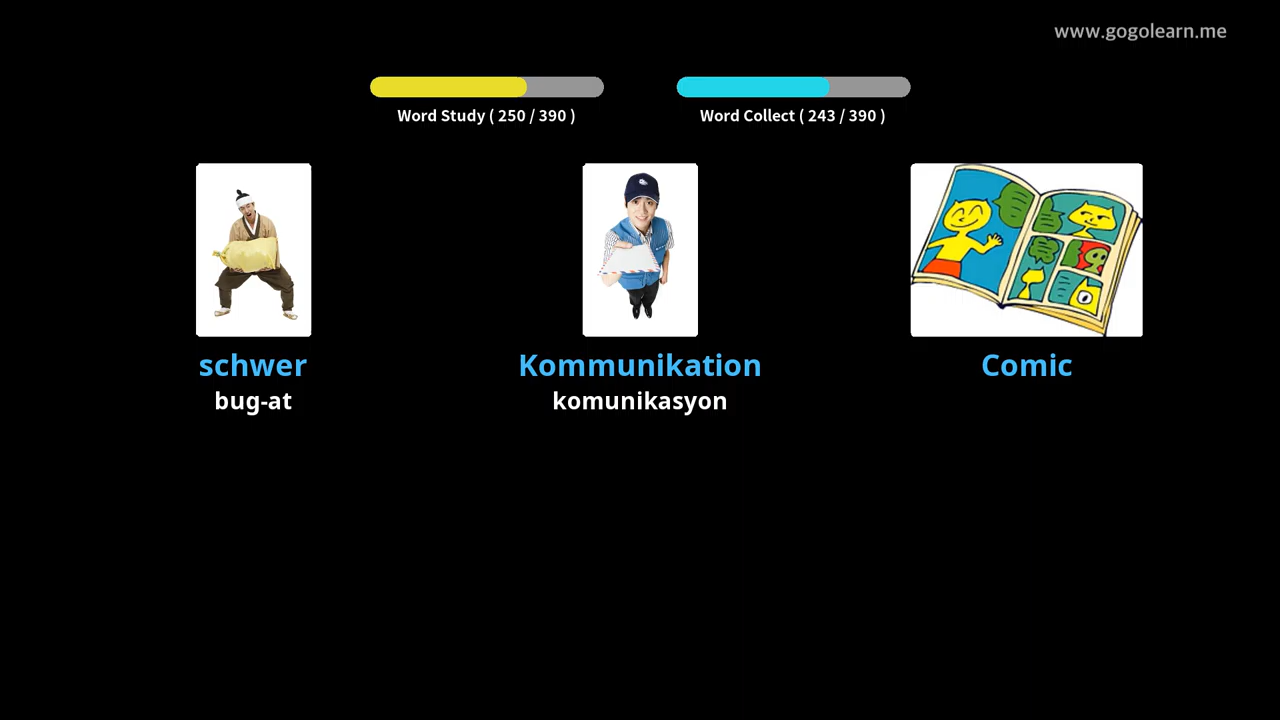 www.gogolearn.me
Word Study ( 250 / 390 )
Word Collect ( 243 / 390 )
schwer
bug-at
Kommunikation
komunikasyon
Comic